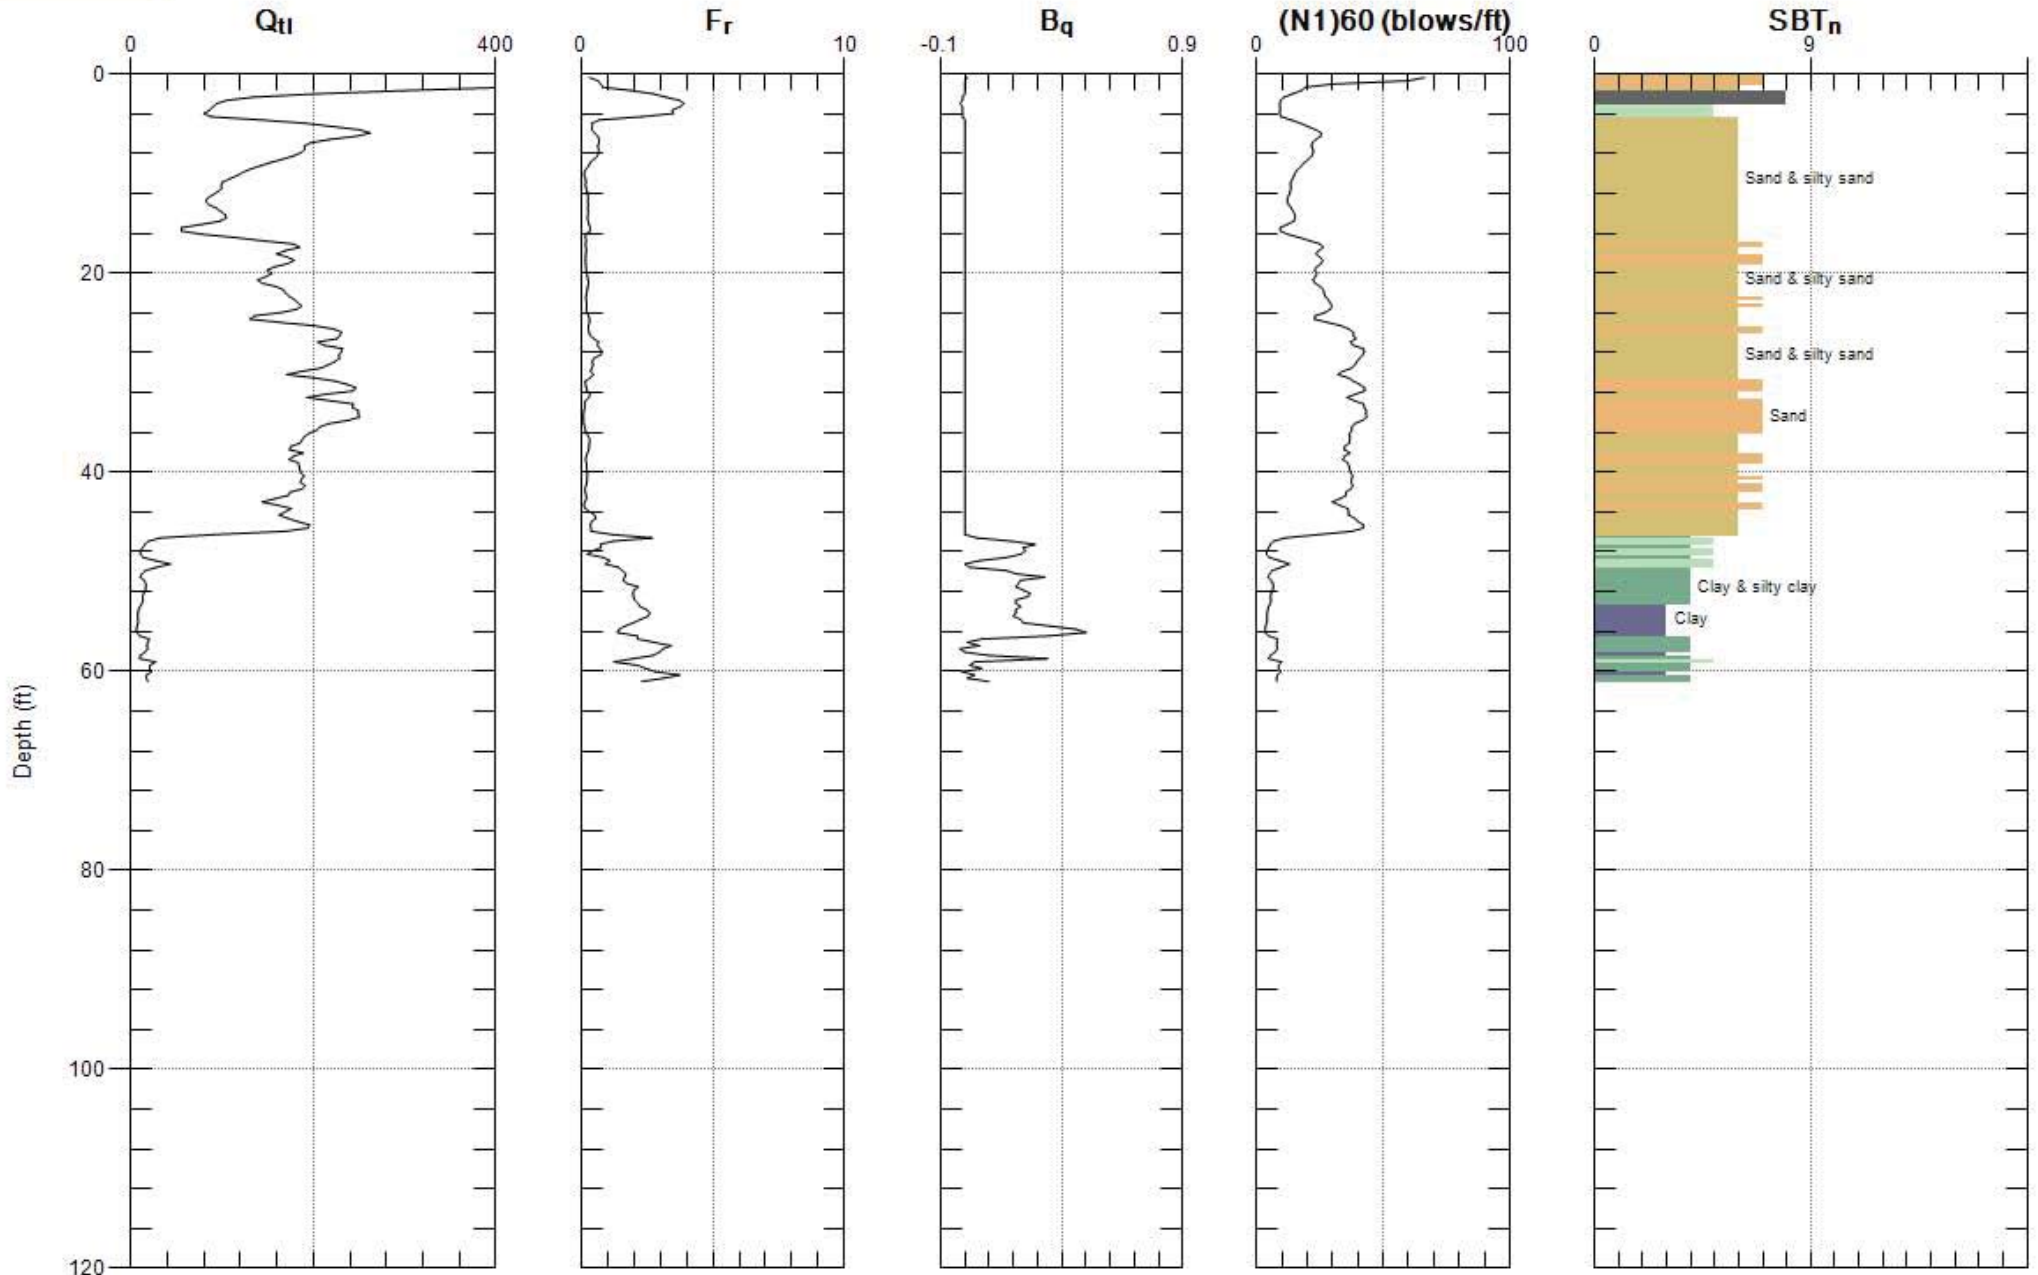 Qtl Fr Bq (N1)60 (blows/ft) SBTn
0 400 0 10 -0.1 0.9 0 100 0 9
0
Sand & silty sand
20
Sand & silty sand
Sand & silty sand
Sand
40
Clay & silty clay
Clay
60
Depth (ft)
80
100
120